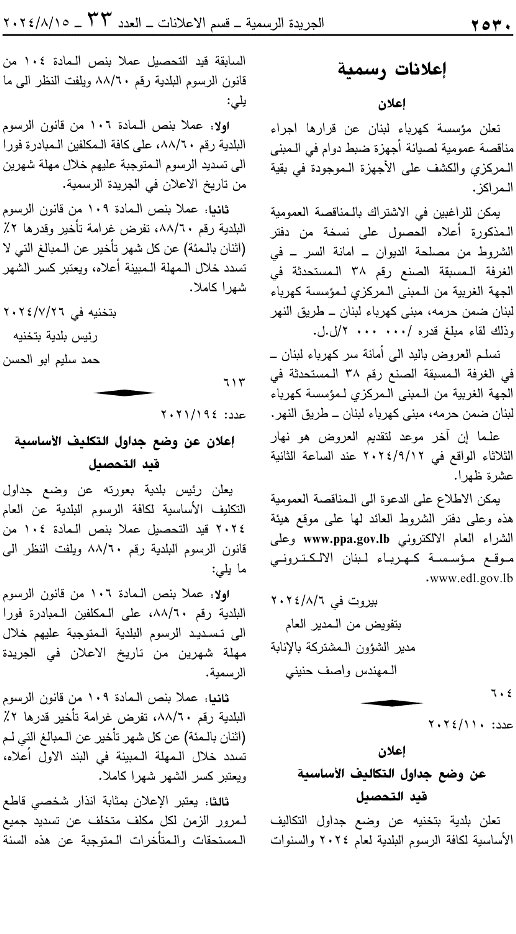 ٢٥٣٠
الجريدة الرسمية ــ قسم الاعلانات ــ العدد ٣٣ ــ ٢٠٢٤/٨/١٥
إعلانات رسمية
إعلان
تعلن مؤسسة كهرباء لبنان عن قرارها اجراء
مناقصة عمومية لصيانة أجهزة ضبط دوام في المبنى
المركزي والكشف على الأجهزة الموجودة في بقية
المراكز.
يمكن للراغبين في الاشتراك بالمناقصة العمومية
المذكورة أعلاه الحصول على نسخة من دفتر
الشروط من مصلحة الديوان ــ امانة السر ــ في
الغرفة المسبقة الصنع رقم ٣٨ المستحدثة في
الجهة الغربية من المبنى المركزي لمؤسسة كهرباء
لبنان ضمن حرمه، مبنى كهرباء لبنان ــ طريق النهر
وذلك لقاء مبلغ قدره /٠٠٠ ٠٠٠ ٢/ل.ل.
تسلم العروض باليد الى أمانة سر كهرباء لبنان ــ
في الغرفة المسبقة الصنع رقم ٣٨ المستحدثة في
الجهة الغربية من المبنى المركزي لمؤسسة كهرباء
لبنان ضمن حرمه، مبنى كهرباء لبنان ــ طريق النهر.
علما إن آخر موعد لتقديم العروض هو نهار
الثلاثاء الواقع في ٢٠٢٤/٩/١٢ عند الساعة الثانية
عشرة ظهرا.
يمكن الاطلاع على الدعوة الى المناقصة العمومية
هذه وعلى دفتر الشروط العائد لها على موقع هيئة
الشراء العام الالكتروني www.ppa.gov.lb وعلى
موقع مؤسسة كهرباء لبنان الالكتروني
www.edl.gov.lb.
بيروت في ٢٠٢٤/٨/٦
بتفويض من المدير العام
مدير الشؤون المشتركة بالإنابة
المهندس واصف حنيني
٦٠٤
عدد: ٢٠٢٤/١١٠
إعلان
عن وضع جداول التكاليف الأساسية
قيد التحصيل
تعلن بلدية بتخنيه عن وضع جداول التكاليف
الأساسية لكافة الرسوم البلدية لعام ٢٠٢٤ والسنوات
السابقة قيد التحصيل عملا بنص المادة ١٠٤ من
قانون الرسوم البلدية رقم ٨٨/٦٠ ويلفت النظر الى ما
يلي:
اولا: عملا بنص المادة ١٠٦ من قانون الرسوم
البلدية رقم ٨٨/٦٠، على كافة المكلفين المبادرة فورا
الى تسديد الرسوم المتوجبة عليهم خلال مهلة شهرين
من تاريخ الاعلان في الجريدة الرسمية.
ثانيا: عملا بنص المادة ١٠٩ من قانون الرسوم
البلدية رقم ٨٨/٦٠، تفرض غرامة تأخير وقدرها ٢٪
(اثنان بالمئة) عن كل شهر تأخير عن المبالغ التي لا
تسدد خلال المهلة المبينة أعلاه، ويعتبر كسر الشهر
شهرا كاملا.
بتخنيه في ٢٠٢٤/٧/٢٦
رئيس بلدية بتخنيه
حمد سليم ابو الحسن
٦١٣
عدد: ٢٠٢١/١٩٤
إعلان عن وضع جداول التكليف الأساسية
قيد التحصيل
يعلن رئيس بلدية بعورته عن وضع جداول
التكليف الأساسية لكافة الرسوم البلدية عن العام
٢٠٢٤ قيد التحصيل عملا بنص المادة ١٠٤ من
قانون الرسوم البلدية رقم ٨٨/٦٠ ويلفت النظر الى
ما يلي:
اولا: عملا بنص المادة ١٠٦ من قانون الرسوم
البلدية رقم ٨٨/٦٠، على المكلفين المبادرة فورا
الى تسديد الرسوم البلدية المتوجبة عليهم خلال
مهلة شهرين من تاريخ الاعلان في الجريدة
الرسمية.
ثانيا: عملا بنص المادة ١٠٩ من قانون الرسوم
البلدية رقم ٨٨/٦٠، تفرض غرامة تأخير قدرها ٢٪
(اثنان بالمئة) عن كل شهر تأخير عن المبالغ التي لم
تسدد خلال المهلة المبينة في البند الاول أعلاه،
ويعتبر كسر الشهر شهرا كاملا.
ثالثا: يعتبر الإعلان بمثابة انذار شخصي قاطع
لمرور الزمن لكل مكلف متخلف عن تسديد جميع
المستحقات والمتأخرات المتوجبة عن هذه السنة